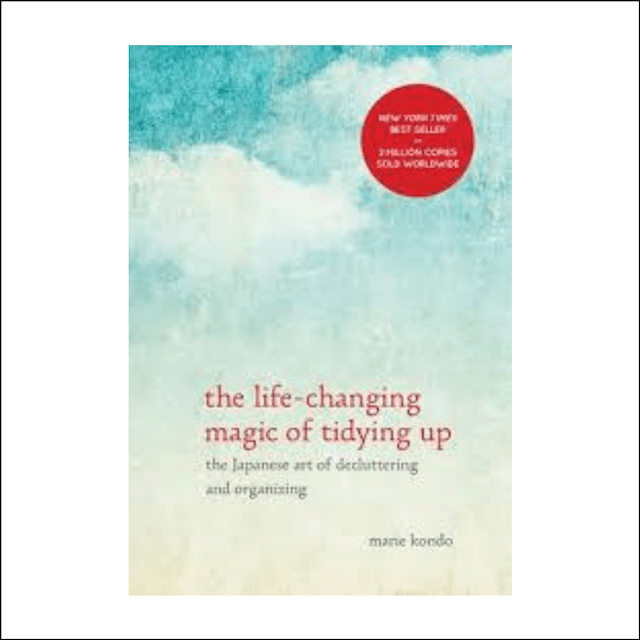 NEW YORK TIMES
BEST SELLER
3 MILLION COPIES
SOLD WORLDWIDE
the life-changing
magic of tidying up
the Japanese art of decluttering
and organizing
marie kondo